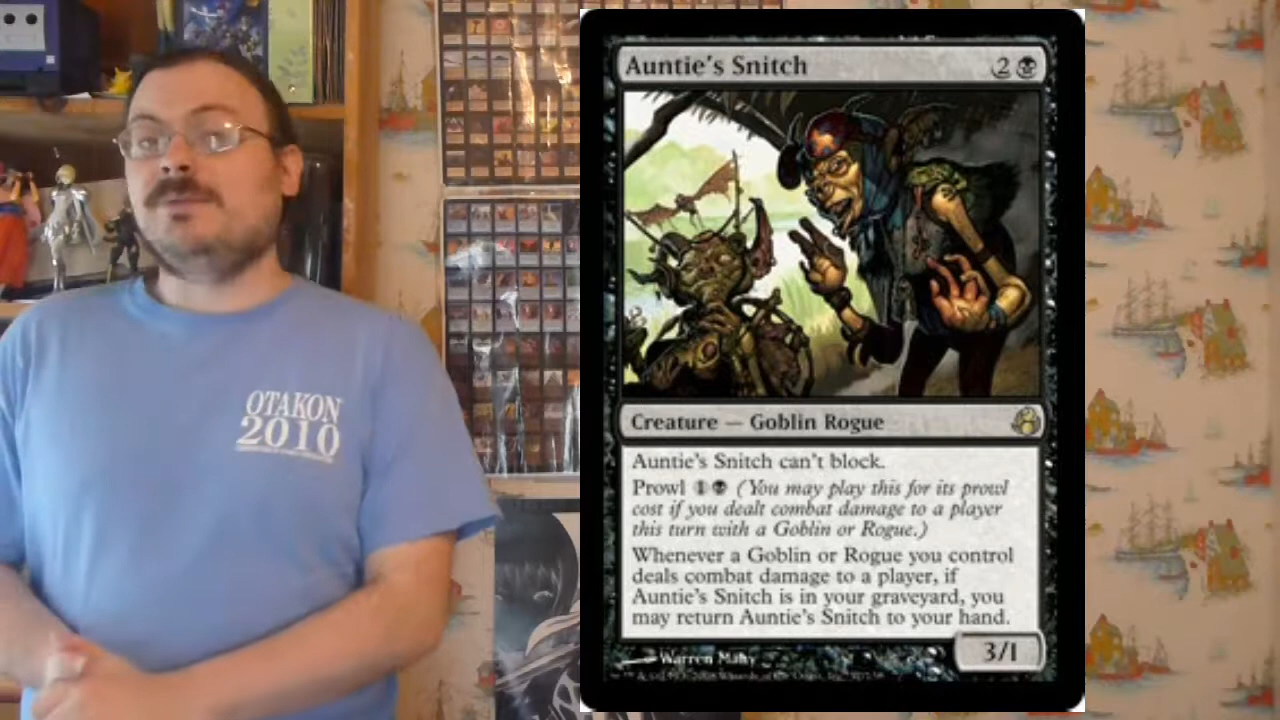 OTAKON
2010
Auntie's Snitch 2
Creature — Goblin Rogue
Auntie's Snitch can't block.
Prowl 1 (You may play this for its prowl
cost if you dealt combat damage to a player
this turn with a Goblin or Rogue.)
Whenever a Goblin or Rogue you control
deals combat damage to a player, if
Auntie's Snitch is in your graveyard, you
may return Auntie's Snitch to your hand.
3/1
Warren Mahy